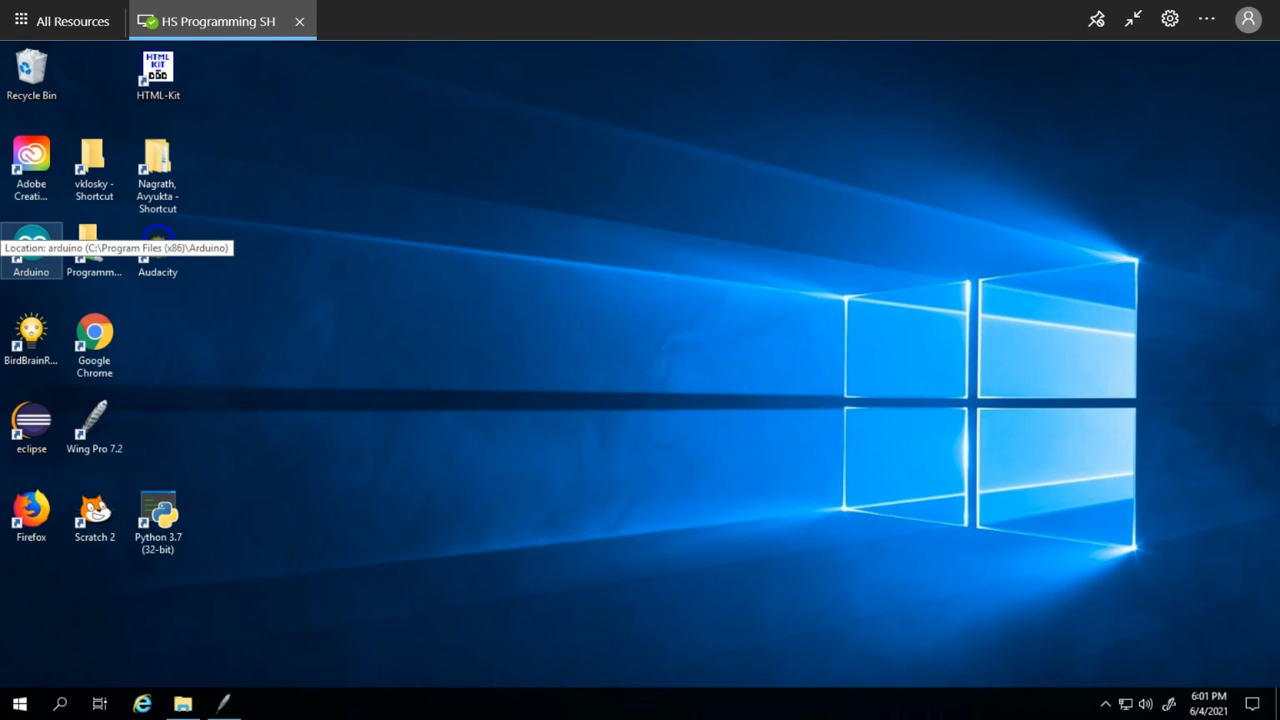 All Resources
HS Programming SH
Recycle Bin
HTML
KIT
HTML-Kit
Adobe
Creati...
vklosky -
Shortcut
Nagrath,
Avyukta -
Shortcut
Location: arduino (C:\Program Files (x86)\Arduino)
Arduino
Programm...
Audacity
BirdBrainR...
Google
Chrome
eclipse
Wing Pro 7.2
Firefox
Scratch 2
Python 3.7
(32-bit)
6:01 PM
6/4/2021